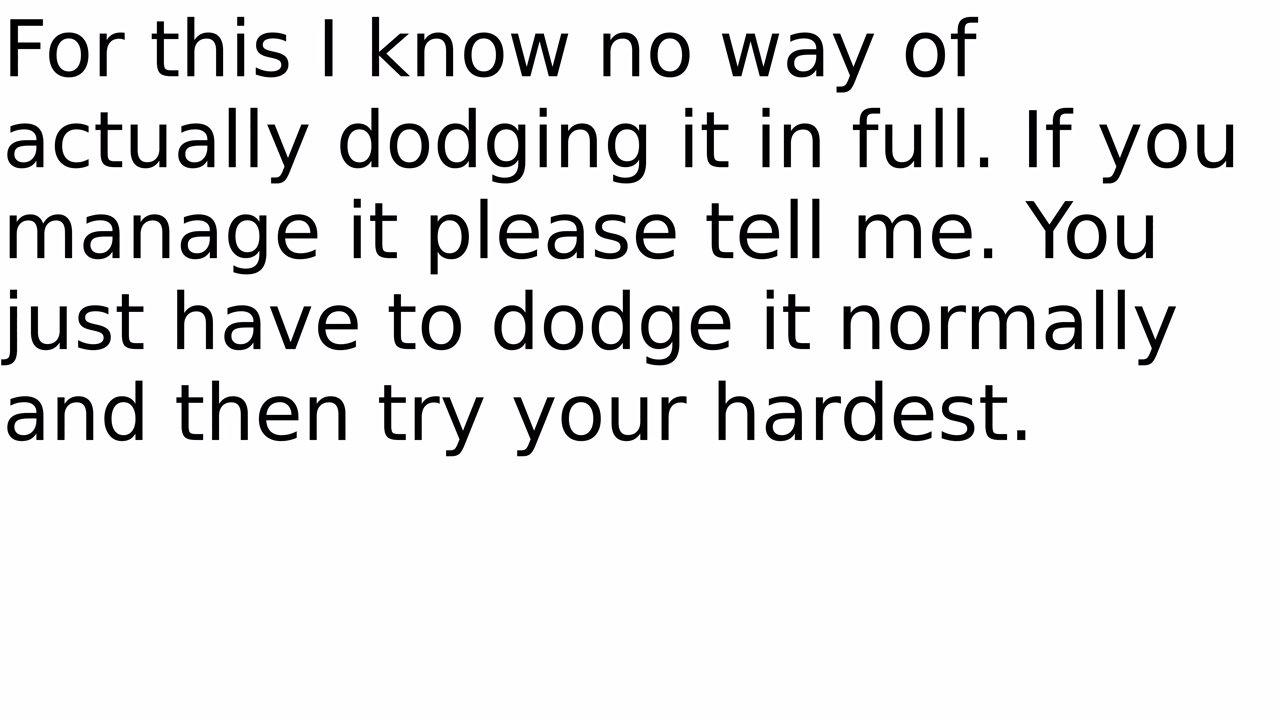 For this I know no way of
actually dodging it in full. If you
manage it please tell me. You
just have to dodge it normally
and then try your hardest.